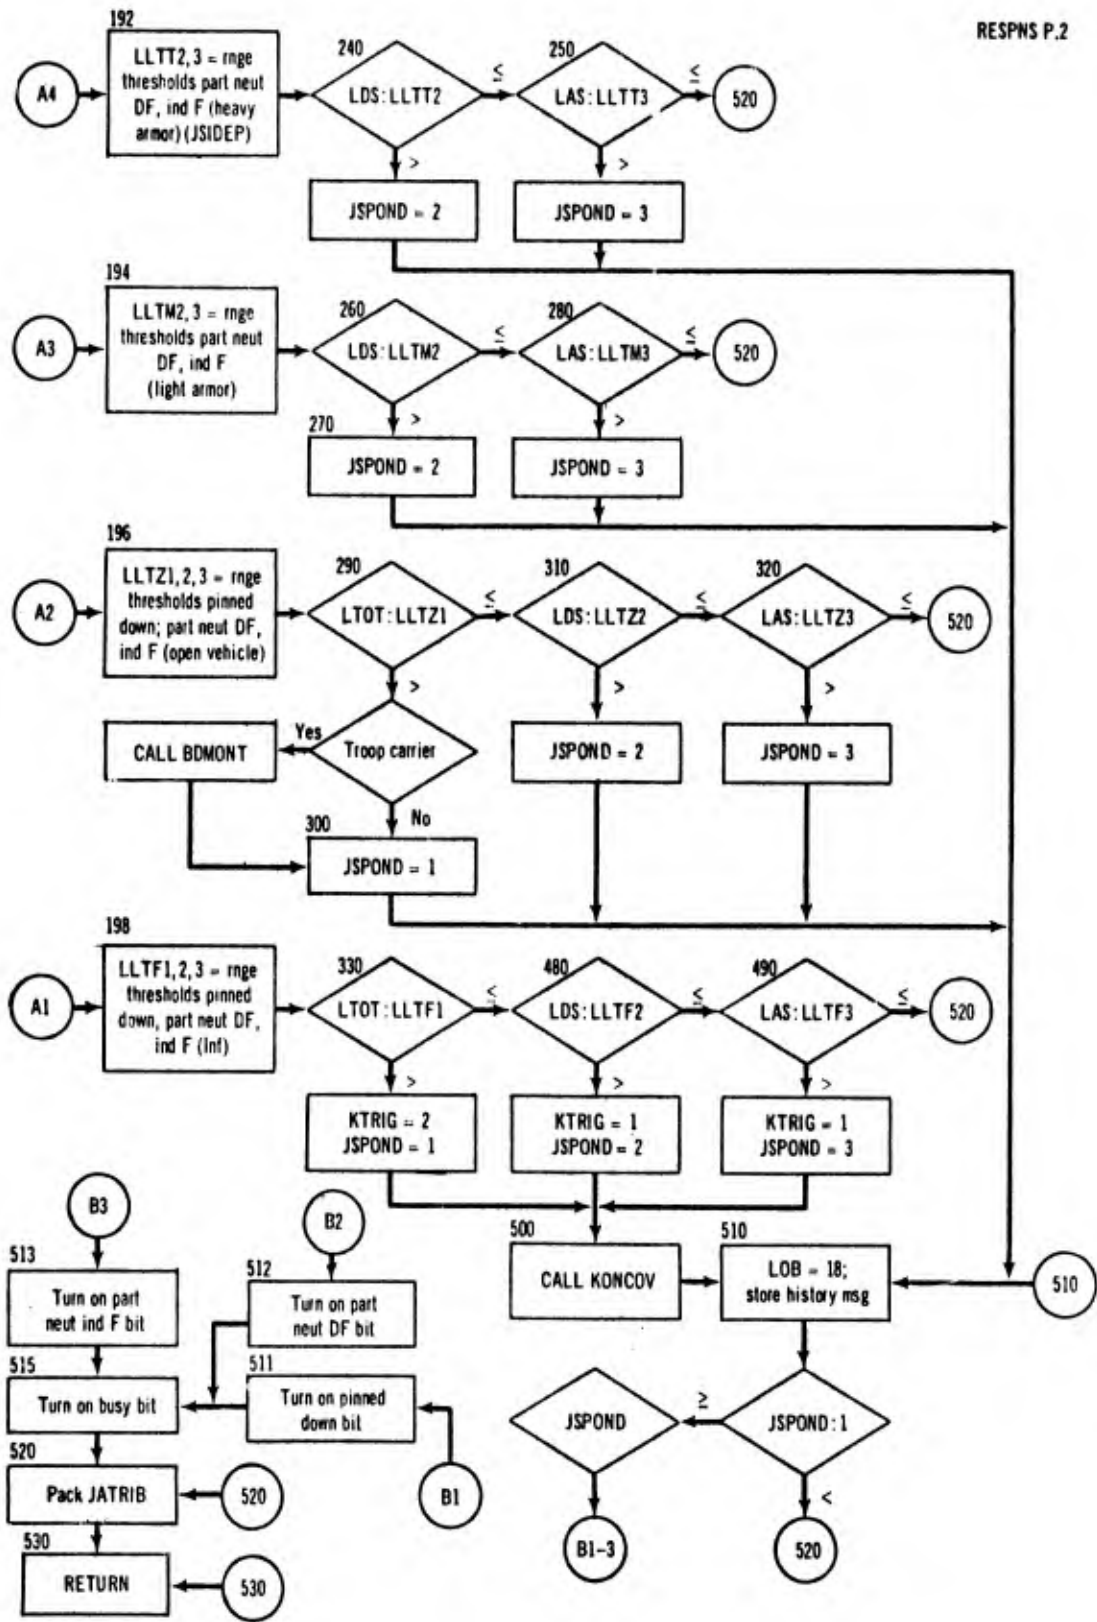 RESPNS P.2
192
A4
LLTT2,3 = rnge
thresholds part neut
DF, ind F (heavy
armor) (JSIDEP)
240
LDS:LLTT2
≤
250
LAS:LLTT3
≤
520
>
>
JSPOND = 2
JSPOND = 3
194
A3
LLTM2,3 = rnge
thresholds part neut
DF, ind F
(light armor)
260
LDS:LLTM2
≤
280
LAS:LLTM3
≤
520
>
>
270
JSPOND = 2
JSPOND = 3
196
A2
LLTZ1,2,3 = rnge
thresholds pinned
down; part neut DF,
ind F (open vehicle)
290
LTOT:LLTZ1
≤
310
LDS:LLTZ2
≤
320
LAS:LLTZ3
≤
520
>
>
>
CALL BDMONT
Yes
Troop carrier
JSPOND = 2
JSPOND = 3
No
300
JSPOND = 1
198
A1
LLTF1,2,3 = rnge
thresholds pinned
down, part neut DF,
ind F (Inf)
330
LTOT:LLTF1
≤
480
LDS:LLTF2
≤
490
LAS:LLTF3
≤
520
>
>
>
KTRIG = 2
JSPOND = 1
KTRIG = 1
JSPOND = 2
KTRIG = 1
JSPOND = 3
B3
B2
513
Turn on part
neut ind F bit
512
Turn on part
neut DF bit
500
CALL KONCOV
510
LOB = 18;
store history msg
510
515
Turn on busy bit
511
Turn on pinned
down bit
JSPOND
≥
JSPOND:1
520
Pack JATRIB
520
B1
<
B1-3
520
530
RETURN
530